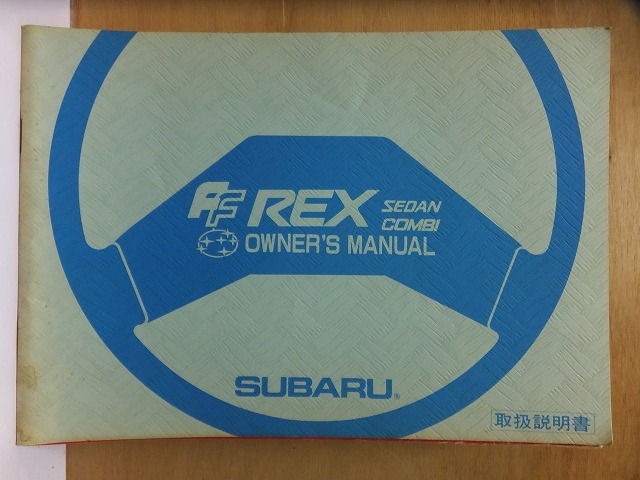 FF REX SEDAN
COMBI
OWNER'S MANUAL
SUBARU®
取扱説明書